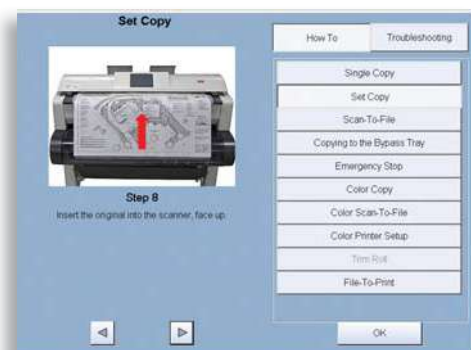 Set Copy
Step 8
Insert the original into the scanner, face up.
How To
Troubleshooting
Single Copy
Set Copy
Scan-To-File
Copying to the Bypass Tray
Emergency Stop
Color Copy
Color Scan-To-File
Color Printer Setup
Trim Roll
File-To-Print
OK